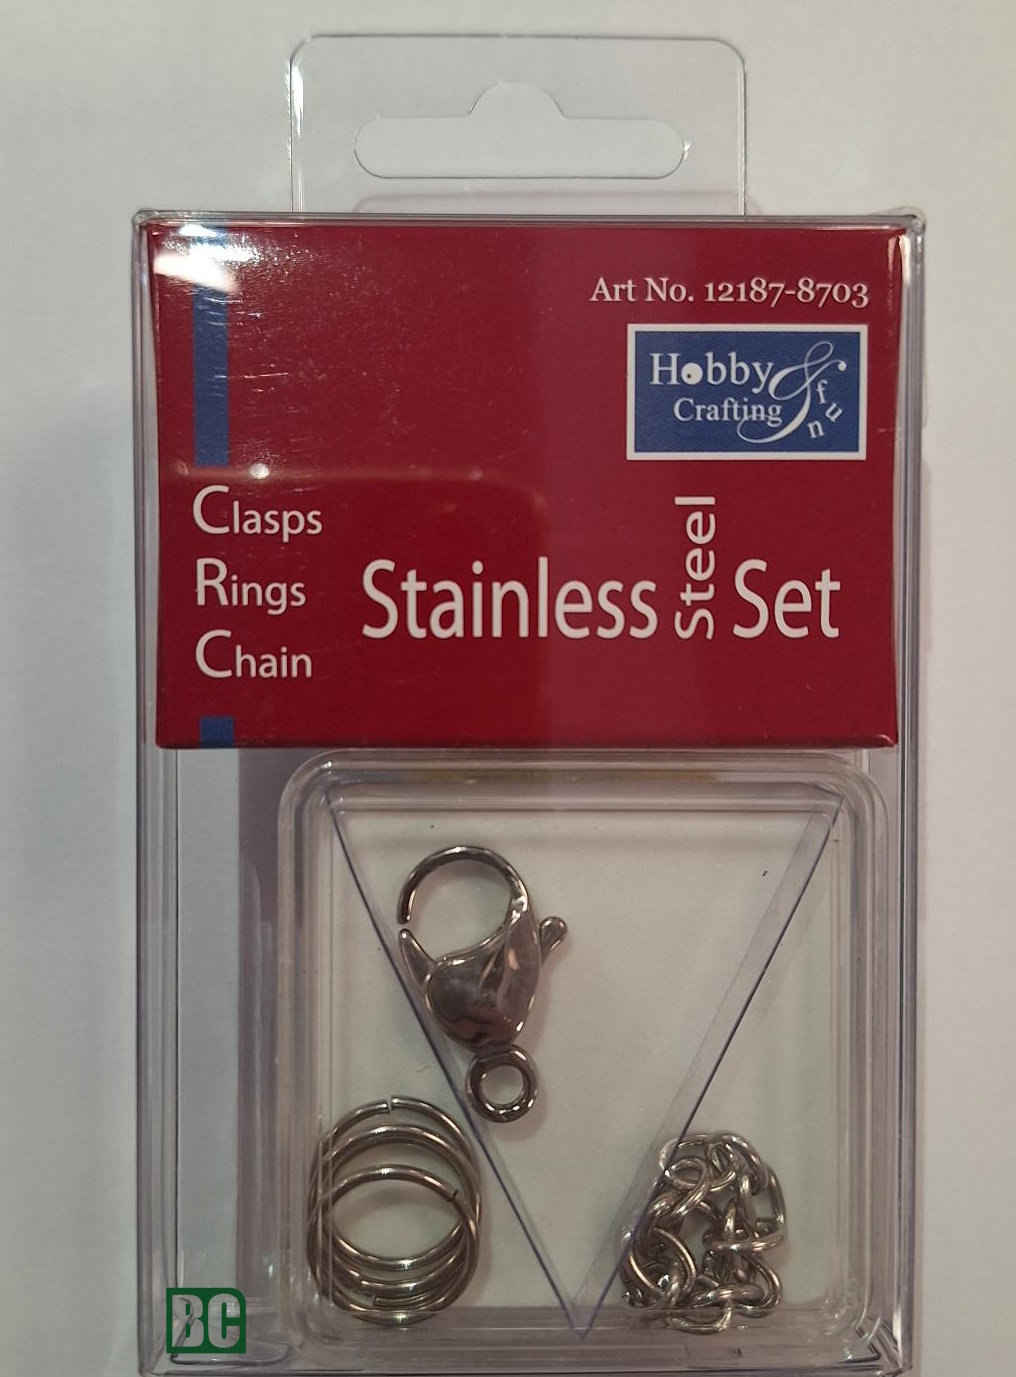 Art No. 12187-8703
Hobby & fun
Crafting
Clasps
Rings
Chain
Stainless Steel Set
BC